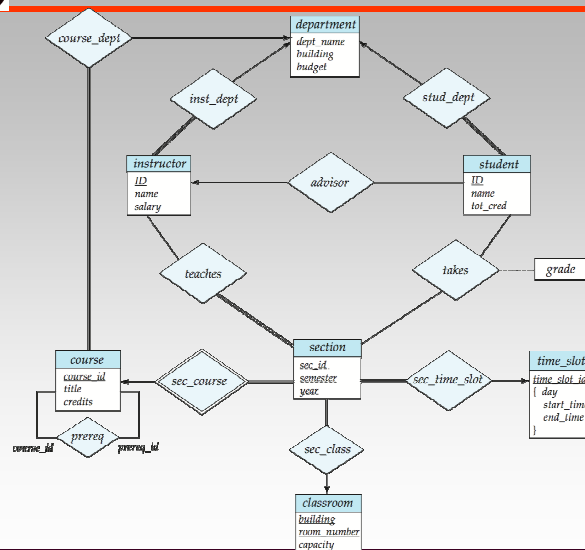 course_dept
department
dept_name
building
budget
inst_dept
stud_dept
instructor
ID
name
salary
advisor
student
ID
name
tot_cred
teaches
takes
grade
course
course_id
title
credits
sec_course
section
sec_id
semester
year
sec_time_slot
time_slot
time_slot_id
{ day
start_time
end_time
}
prereq
course_id
prereq_id
sec_class
classroom
building
room_number
capacity